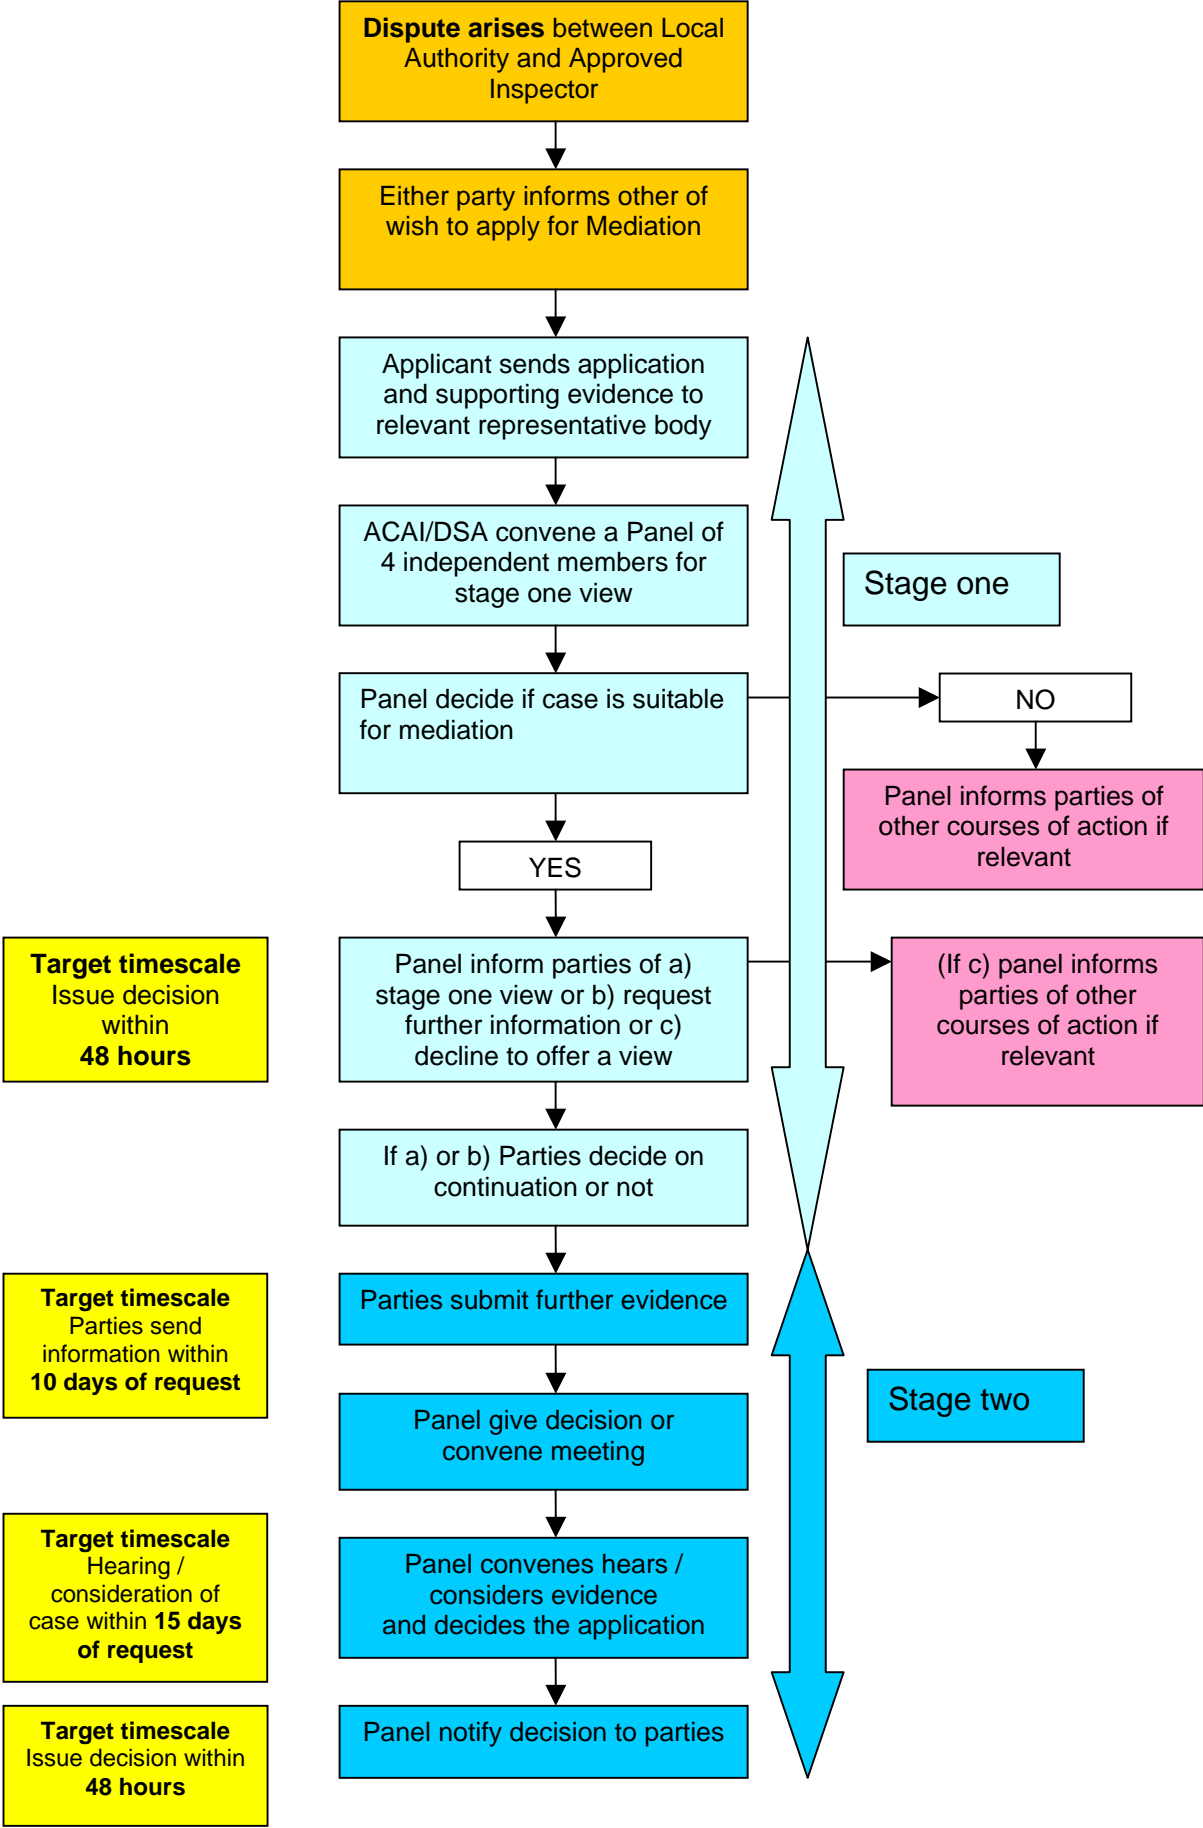 Dispute arises between Local
Authority and Approved
Inspector
Either party informs other of
wish to apply for Mediation
Applicant sends application
and supporting evidence to
relevant representative body
ACAI/DSA convene a Panel of
4 independent members for
stage one view
Stage one
Panel decide if case is suitable
for mediation
NO
Panel informs parties of
other courses of action if
relevant
YES
Target timescale
Issue decision
within
48 hours
Panel inform parties of a)
stage one view or b) request
further information or c)
decline to offer a view
(If c) panel informs
parties of other
courses of action if
relevant
If a) or b) Parties decide on
continuation or not
Target timescale
Parties send
information within
10 days of request
Parties submit further evidence
Stage two
Panel give decision or
convene meeting
Target timescale
Hearing /
consideration of
case within 15 days
of request
Panel convenes hears /
considers evidence
and decides the application
Target timescale
Issue decision within
48 hours
Panel notify decision to parties